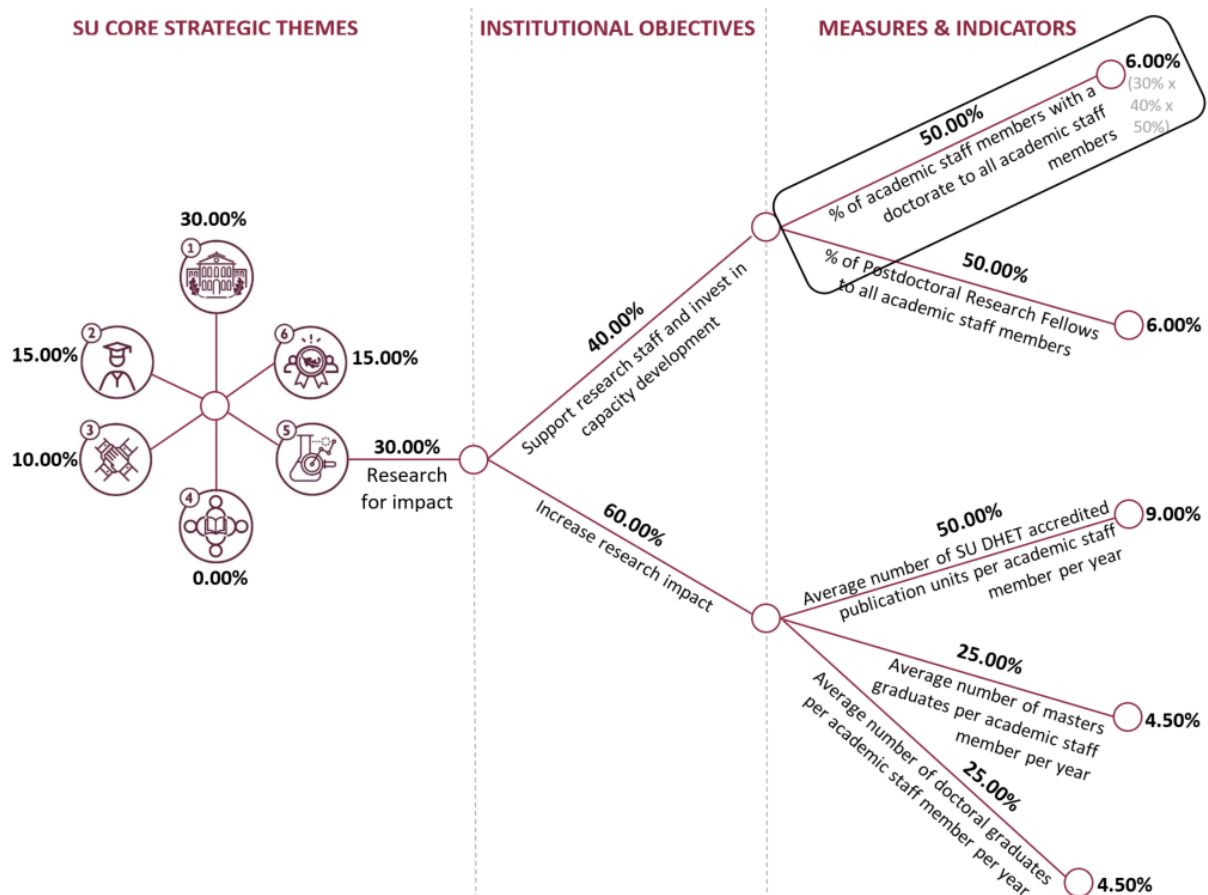 SU CORE STRATEGIC THEMES
INSTITUTIONAL OBJECTIVES
MEASURES & INDICATORS
30.00%
1
2
15.00%
6
15.00%
3
10.00%
5
4
0.00%
30.00%
Research
for impact
40.00%
Support research staff and invest in
capacity development
60.00%
Increase research impact
50.00%
% of academic staff members with a
doctorate to all academic staff
members
6.00%
(30% x
40% x
50%)
50.00%
% of Postdoctoral Research Fellows
to all academic staff members
6.00%
50.00%
Average number of SU DHET accredited
publication units per academic staff
member per year
9.00%
25.00%
Average number of masters
graduates per academic staff
member per year
4.50%
25.00%
Average number of doctoral graduates
per academic staff member per year
4.50%